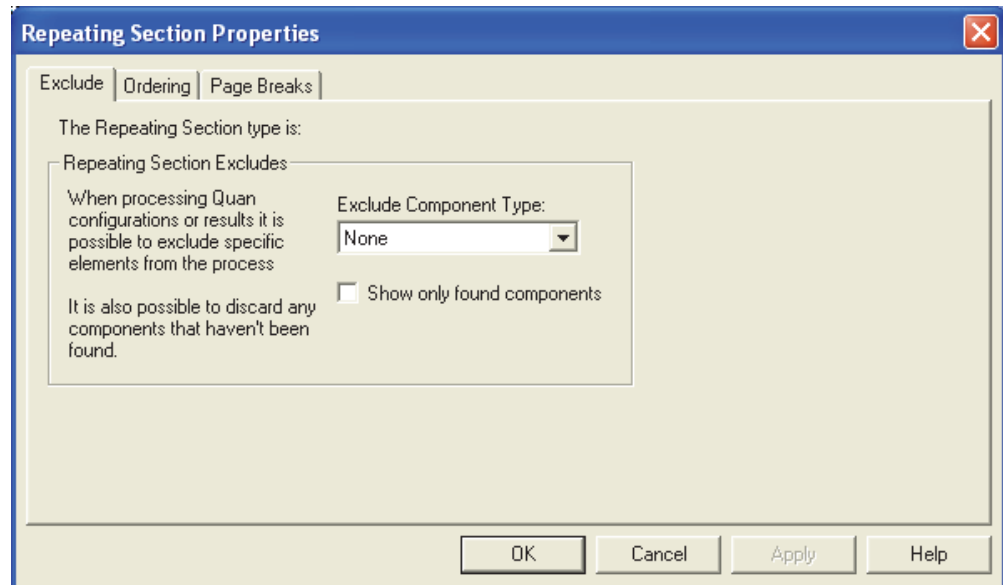 Repeating Section Properties
Exclude
Ordering
Page Breaks
The Repeating Section type is:
Repeating Section Excludes
When processing Quan
configurations or results it is
possible to exclude specific
elements from the process
It is also possible to discard any
components that haven't been
found.
Exclude Component Type:
None
Show only found components
OK
Cancel
Apply
Help